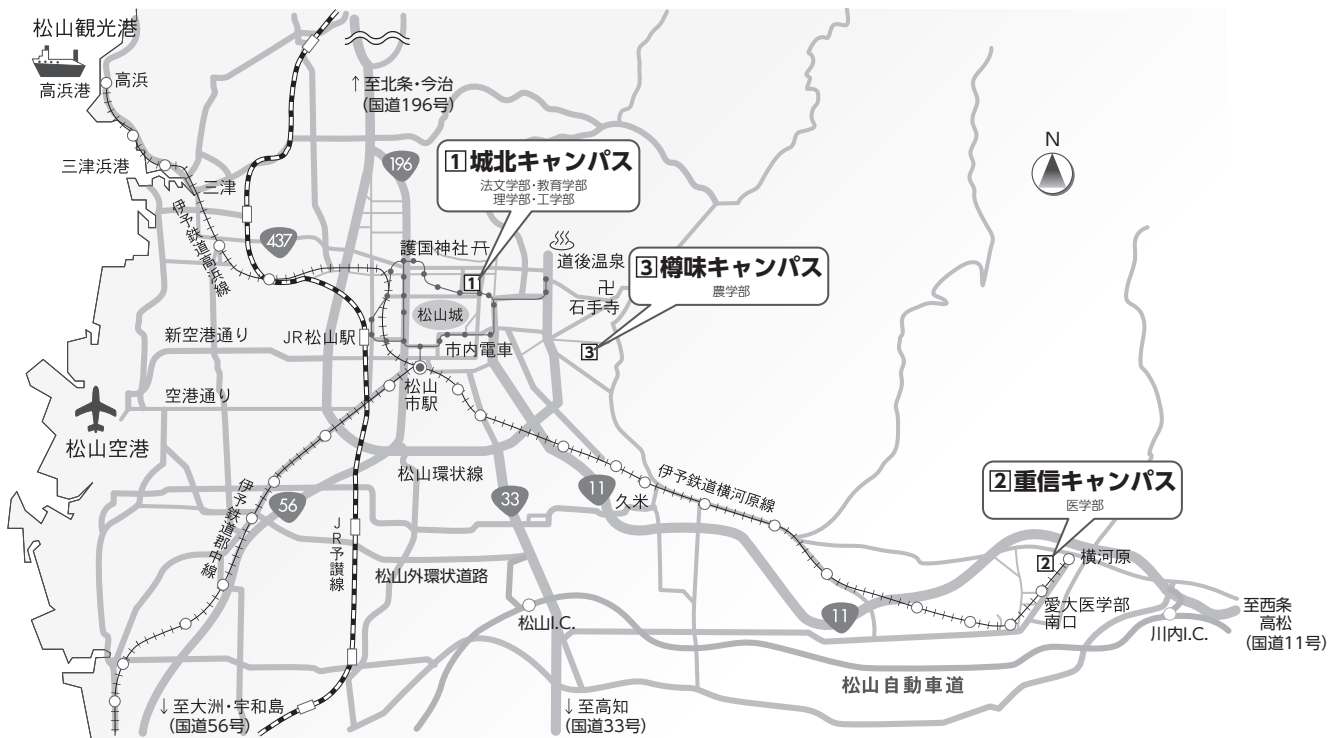 松山観光港
高浜港
高浜
↑至北条・今治
(国道196号)
N
三津浜港
三津
196
1 城北キャンパス
法文学部・教育学部
理学部・工学部
伊予鉄道高浜線
437
護国神社
1
道後温泉
3 樽味キャンパス
農学部
卍
石手寺
松山城
新空港通り
JR松山駅
市内電車
3
松山
市駅
空港通り
松山空港
松山環状線
伊予鉄道横河原線
2 重信キャンパス
医学部
伊予鉄道郡中線
56
33
11
久米
JR予讃線
松山外環状道路
2
横河原
愛大医学部
南口
11
松山I.C.
川内I.C.
至西条
高松
(国道11号)
松山自動車道
↓至大洲・宇和島
(国道56号)
↓至高知
(国道33号)